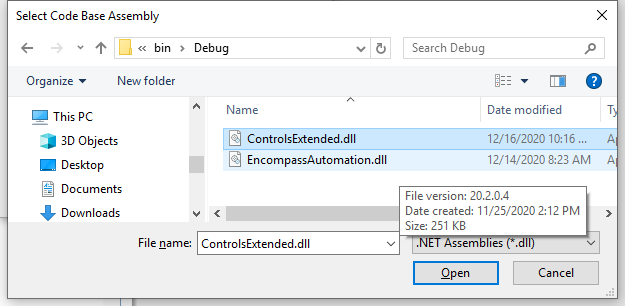 Select Code Base Assembly
« bin > Debug
Search Debug
Organize New folder
Name Date modified Ty
This PC
3D Objects
Desktop
Documents
Downloads
ControlsExtended.dll 12/16/2020 10:16 ... Ap
EncompassAutomation.dll 12/14/2020 8:23 AM Ap
File version: 20.2.0.4
Date created: 11/25/2020 2:12 PM
Size: 251 KB
File name: ControlsExtended.dll .NET Assemblies (*.dll)
Open Cancel